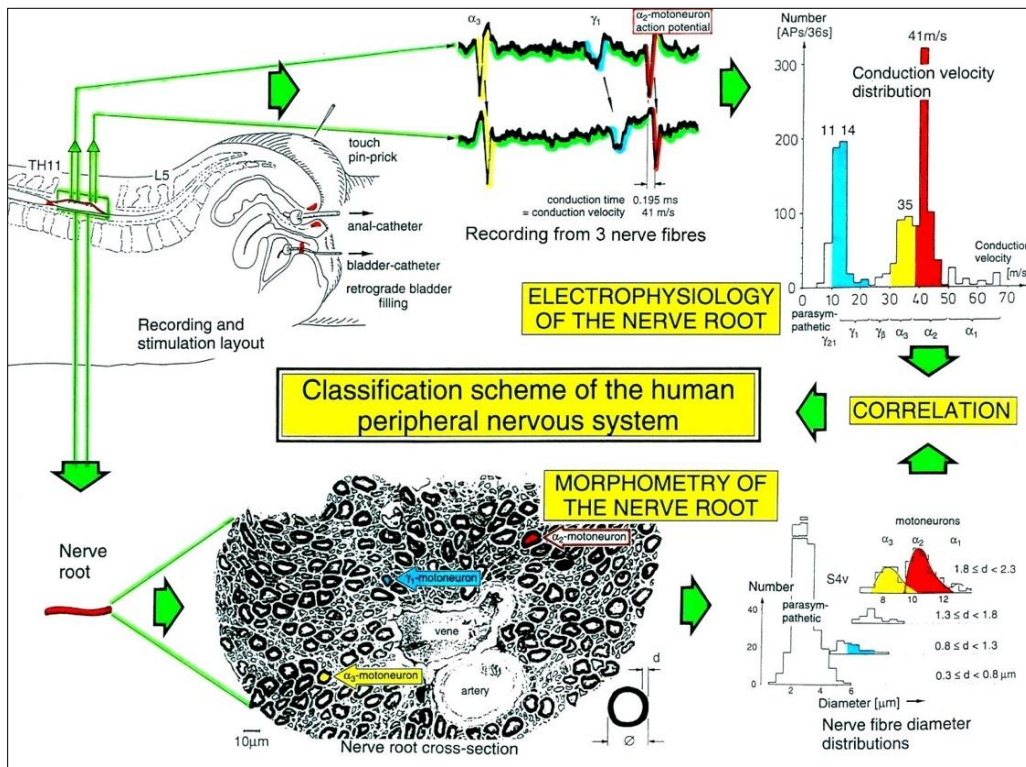 α3
γ1
α2-motoneuron
action potential
touch
pin-prick
TH11
L5
anal-catheter
bladder-catheter
retrograde bladder
filling
Recording and
stimulation layout
conduction time
= conduction velocity
0.195 ms
41 m/s
Recording from 3 nerve fibres
Number
[APs/36s]
41m/s
Conduction velocity
distribution
300
200
100
0
11 14
35
Conduction
velocity
[m/s]
0 10 20 30 40 50 60 70
parasym-
pathetic
γ21 γ1 γβ α3 α2 α1
ELECTROPHYSIOLOGY
OF THE NERVE ROOT
Classification scheme of the human
peripheral nervous system
CORRELATION
MORPHOMETRY OF
THE NERVE ROOT
Nerve
root
α2-motoneuron
γ1-motoneuron
vene
α3-motoneuron
artery
d
Ø
10μm
Nerve root cross-section
motoneurons
α3 α2 α1
S4v
1.8 ≤ d < 2.3
8 10 12
Number
40
20
0
parasym-
pathetic
1.3 ≤ d < 1.8
0.8 ≤ d < 1.3
0.3 ≤ d < 0.8 μm
2 4 6
Diameter [μm]
Nerve fibre diameter
distributions